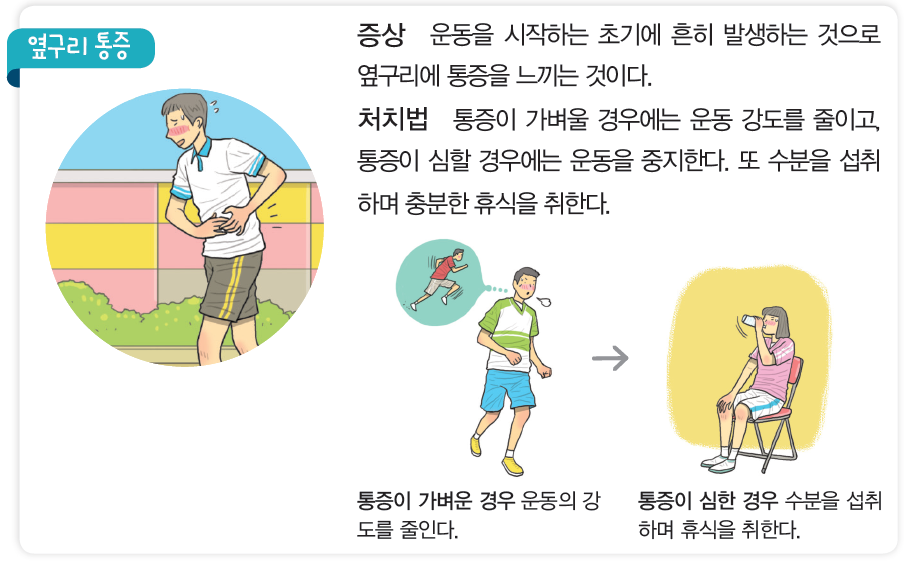 옆구리 통증
증상 운동을 시작하는 초기에 흔히 발생하는 것으로
옆구리에 통증을 느끼는 것이다.
처치법 통증이 가벼울 경우에는 운동 강도를 줄이고,
통증이 심할 경우에는 운동을 중지한다. 또 수분을 섭취
하며 충분한 휴식을 취한다.
통증이 가벼운 경우 운동의 강
도를 줄인다.
통증이 심한 경우 수분을 섭취
하며 휴식을 취한다.